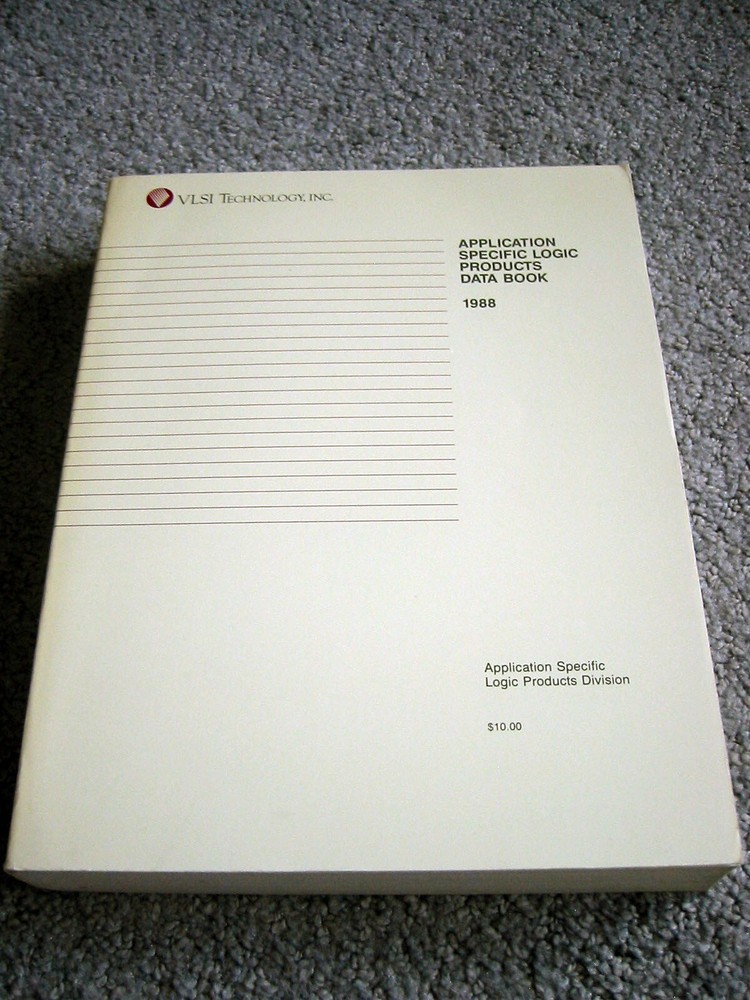 VLSI TECHNOLOGY, INC.
APPLICATION
SPECIFIC LOGIC
PRODUCTS
DATA BOOK
1988
Application Specific
Logic Products Division
$10.00